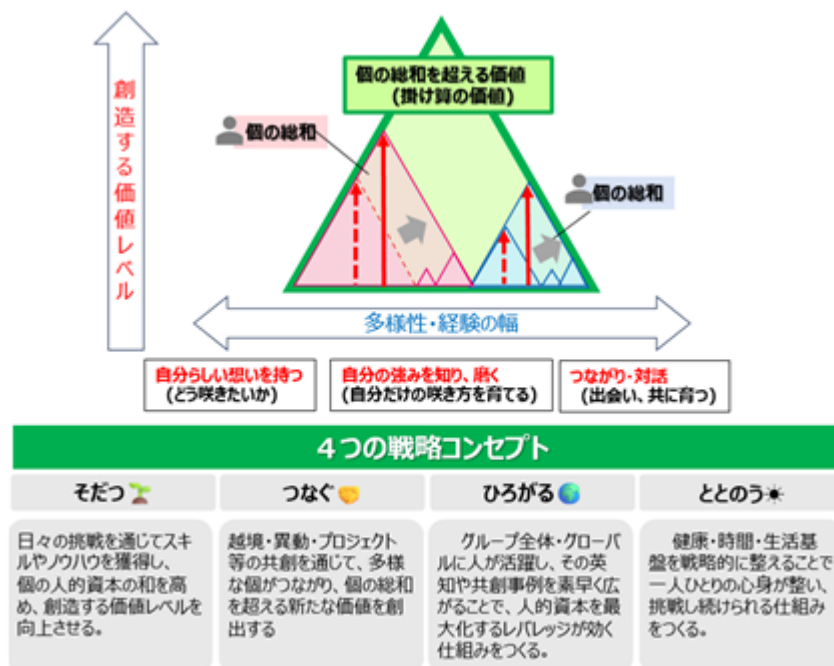 創造する価値レベル
個の総和を超える価値
(掛け算の価値)
個の総和
個の総和
多様性・経験の幅
自分らしい想いを持つ
(どう咲きたいか)
自分の強みを知り、磨く
(自分だけの咲き方を育てる)
つながり・対話
(出会い、共に育つ)
4つの戦略コンセプト
そだつ
日々の挑戦を通じてスキ
ルやノウハウを獲得し、
個の人的資本の和を高
め、創造する価値レベルを
向上させる。
つなぐ
越境・異動・プロジェクト
等の共創を通じて、多様
な個がつながり、個の総和
を超える新たな価値を創
出する
ひろがる
グループ全体・グローバ
ルに人が活躍し、その英
知や共創事例を素早く広
がることで、人的資本を最
大化するレバレッジが効く
仕組みをつくる。
ととのう
健康・時間・生活基
盤を戦略的に整えることで
一人ひとりの心身が整い、
挑戦し続けられる仕組み
をつくる。